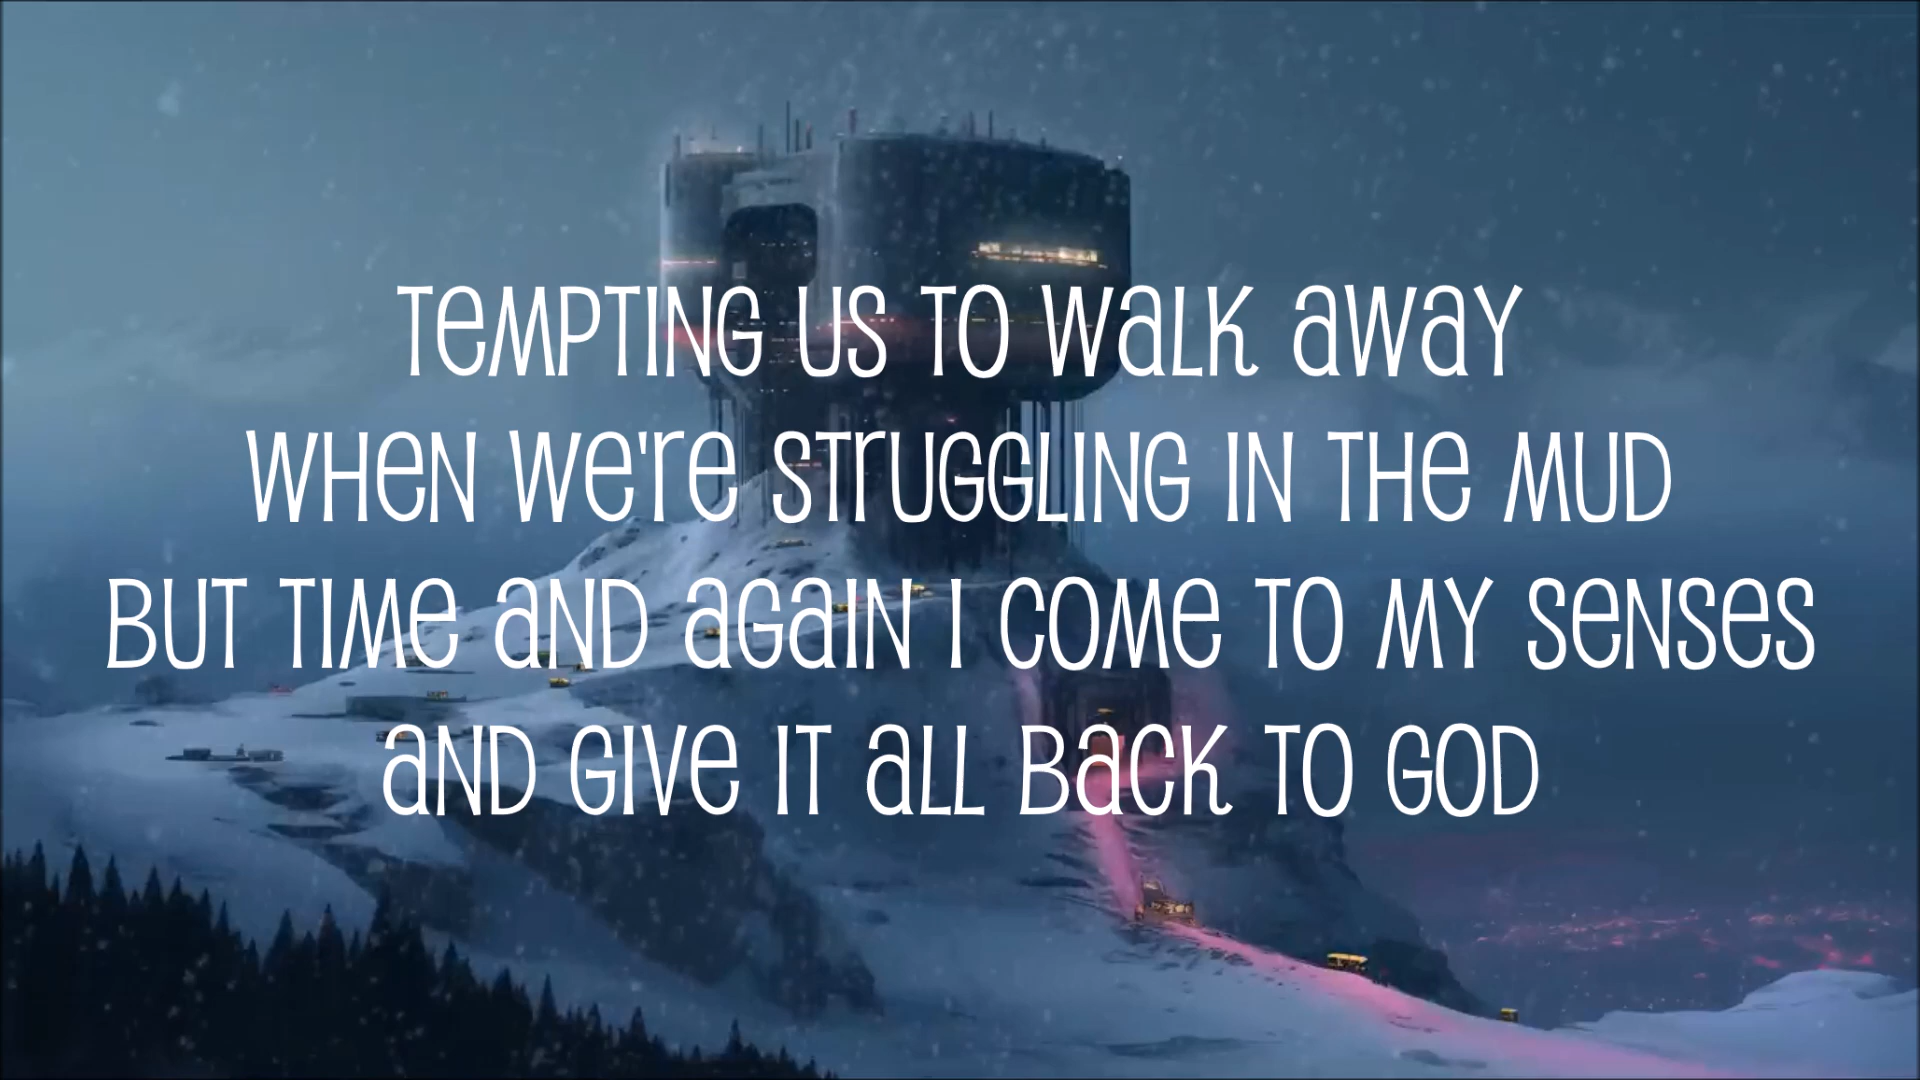 Tempting us to walk away
When we're struggling in the mud
But time and again I come to my senses
And give it all back to God